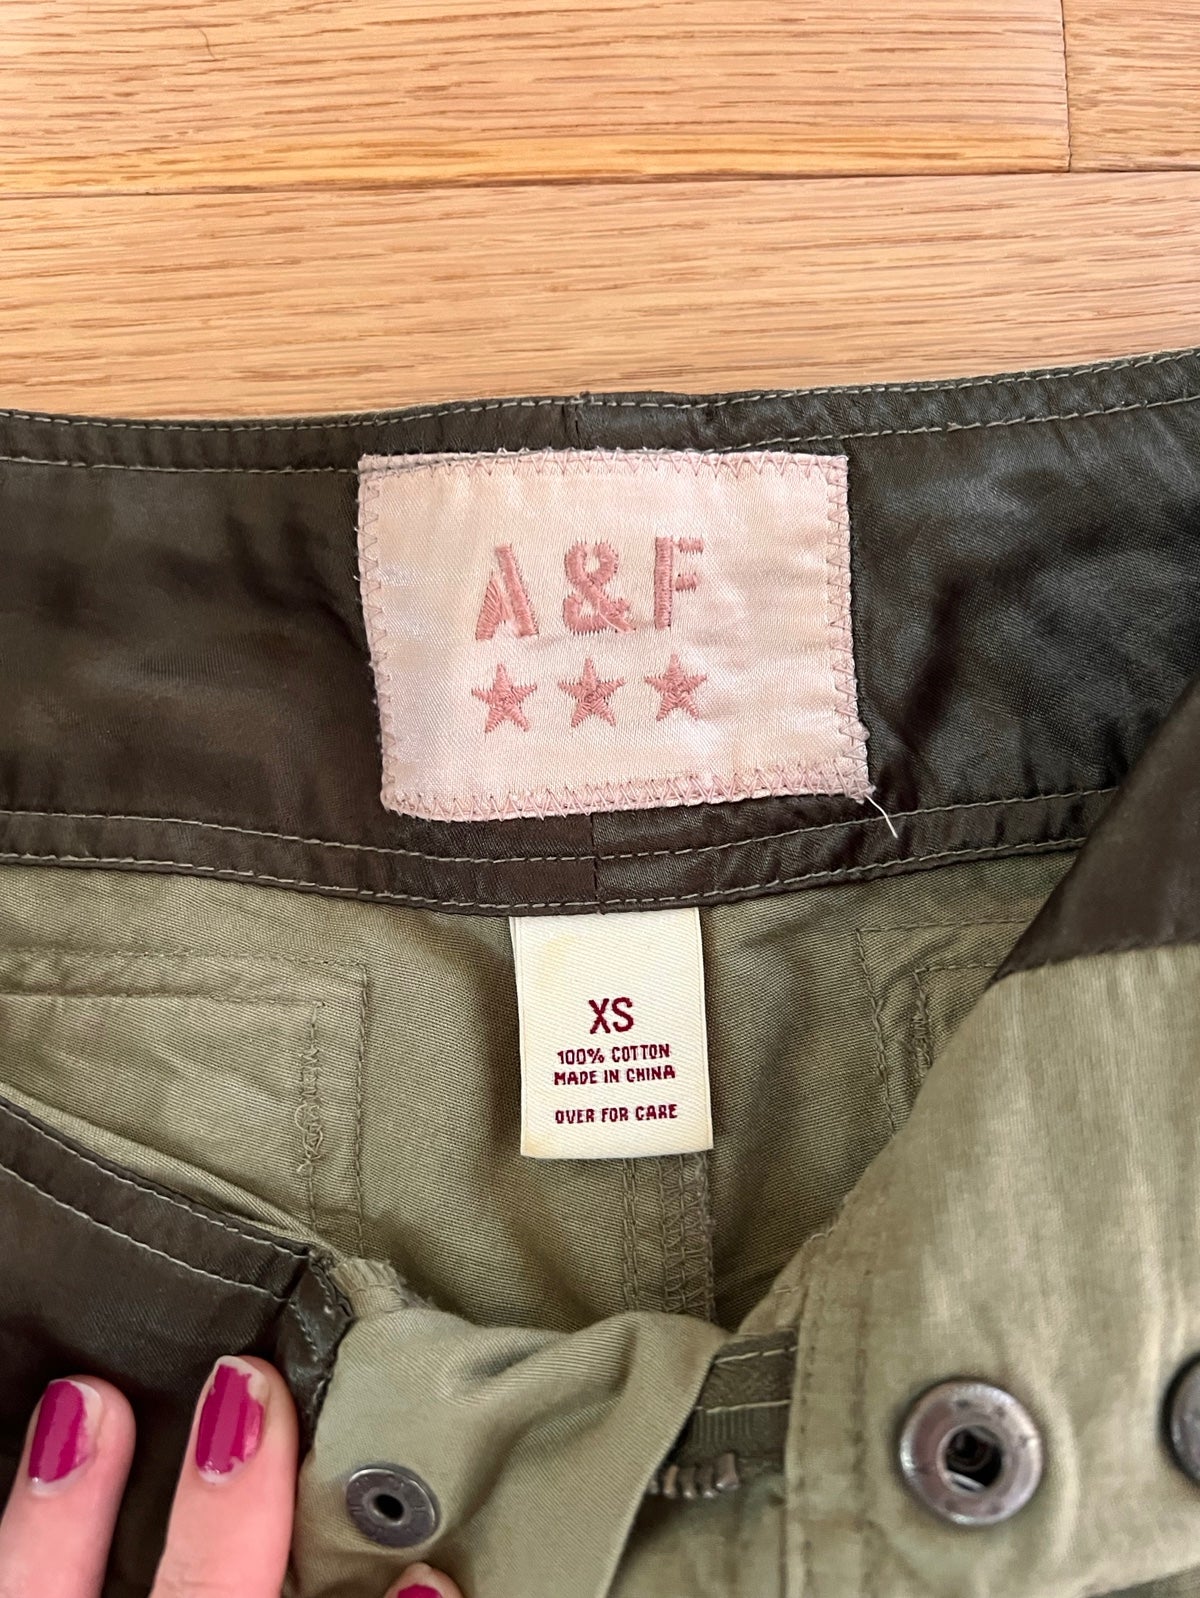 A&F
XS
100% COTTON
MADE IN CHINA
OVER FOR CARE